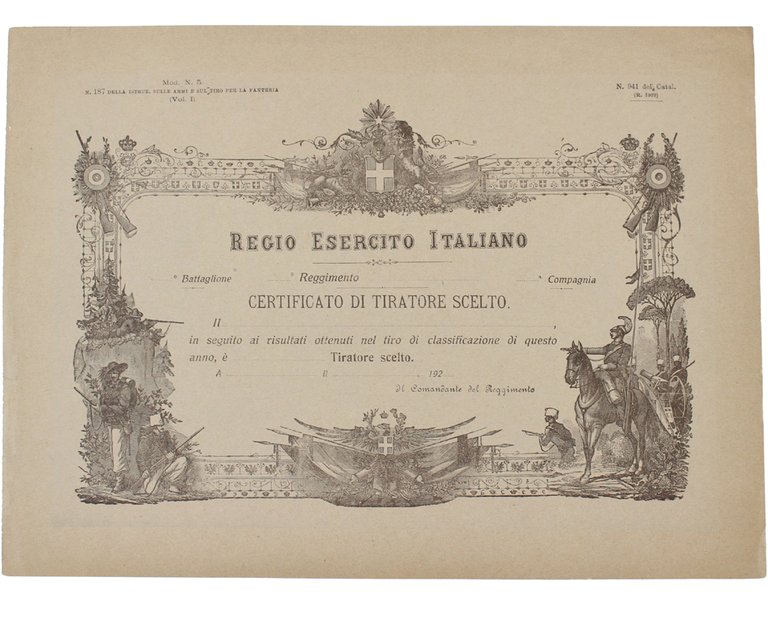 Mod. N. 5
N. 187 DELLA ISTRUZ. SULLE ARMI E SUL TIRO PER LA FANTERIA
(Vol. I)
N. 941 del Catal.
(R. 1922)
REGIO ESERCITO ITALIANO
° Battaglione ° Reggimento ° Compagnia
CERTIFICATO DI TIRATORE SCELTO.
Il ,
in seguito ai risultati ottenuti nel tiro di classificazione di questo
anno, è Tiratore scelto.
A Il 192
Il Comandante del Reggimento